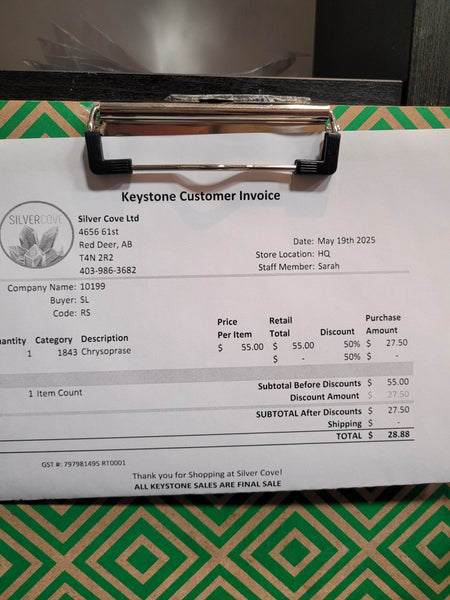 Keystone Customer Invoice
SILVERCOVE
Silver Cove Ltd
4656 61st
Red Deer, AB
T4N 2R2
403-986-3682
Date: May 19th 2025
Store Location: HQ
Staff Member: Sarah
Company Name: 10199
Buyer: SL
Code: RS
uantity Category Description Price Per Item Retail Total Discount Purchase Amount
1 1843 Chrysoprase $ 55.00 $ 55.00 50% $ 27.50
$ - 50% $ -
1 Item Count
Subtotal Before Discounts $ 55.00
Discount Amount $ 27.50
SUBTOTAL After Discounts $ 27.50
Shipping $ -
TOTAL $ 28.88
GST #: 797981495 RT0001
Thank you for Shopping at Silver Cove!
ALL KEYSTONE SALES ARE FINAL SALE